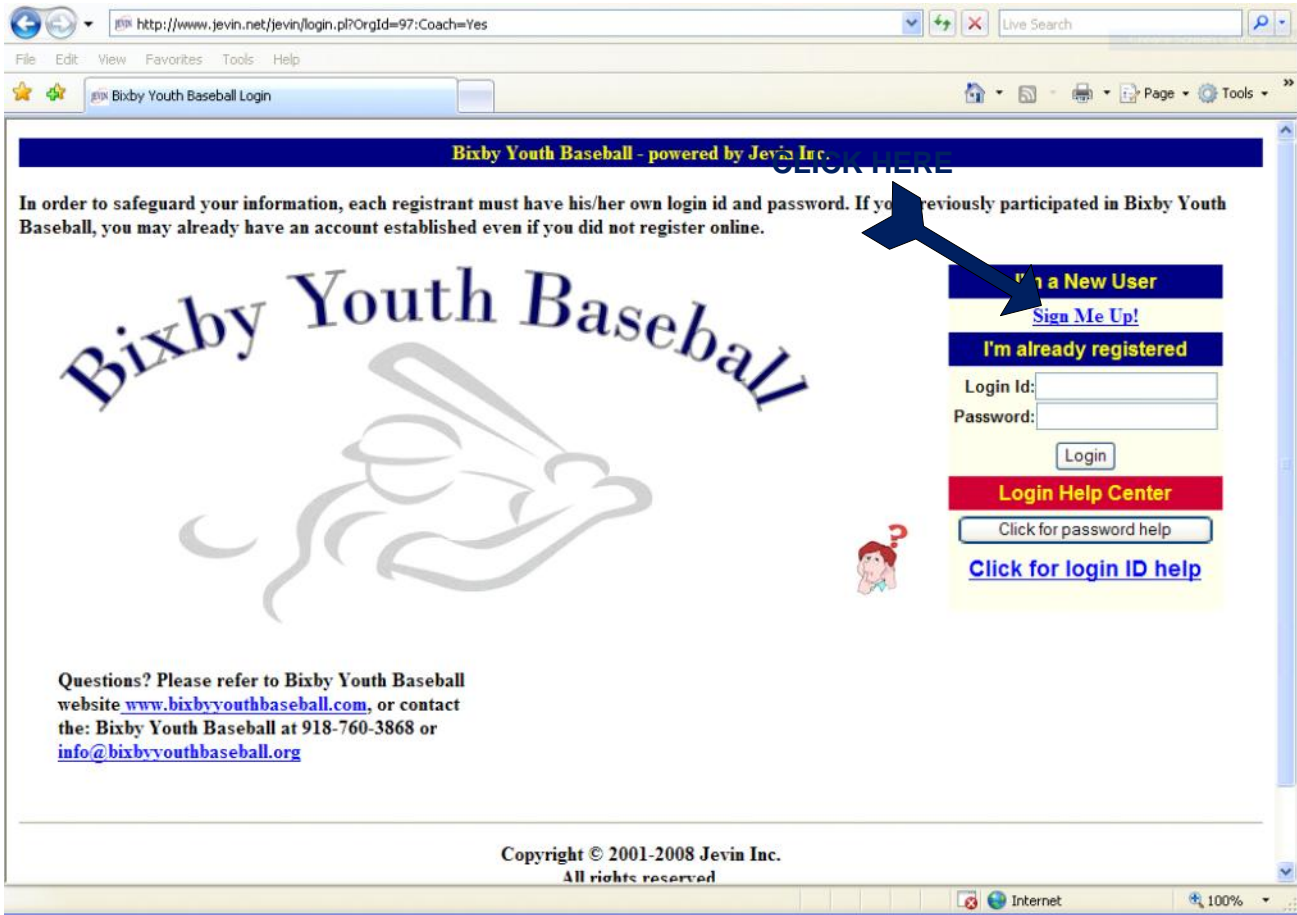 http://www.jevin.net/jevin/login.pl?OrgId=97:Coach=Yes
Live Search
File Edit View Favorites Tools Help
Bixby Youth Baseball Login
Page Tools
Bixby Youth Baseball - powered by Jevin Inc.
CLICK HERE
In order to safeguard your information, each registrant must have his/her own login id and password. If you previously participated in Bixby Youth
Baseball, you may already have an account established even if you did not register online.
Bixby Youth Baseball
I'm a New User
Sign Me Up!
I'm already registered
Login Id:
Password:
Login
Login Help Center
Click for password help
Click for login ID help
Questions? Please refer to Bixby Youth Baseball
website www.bixbyyouthbaseball.com, or contact
the: Bixby Youth Baseball at 918-760-3868 or
info@bixbyyouthbaseball.org
Copyright © 2001-2008 Jevin Inc.
All rights reserved
Internet
100%